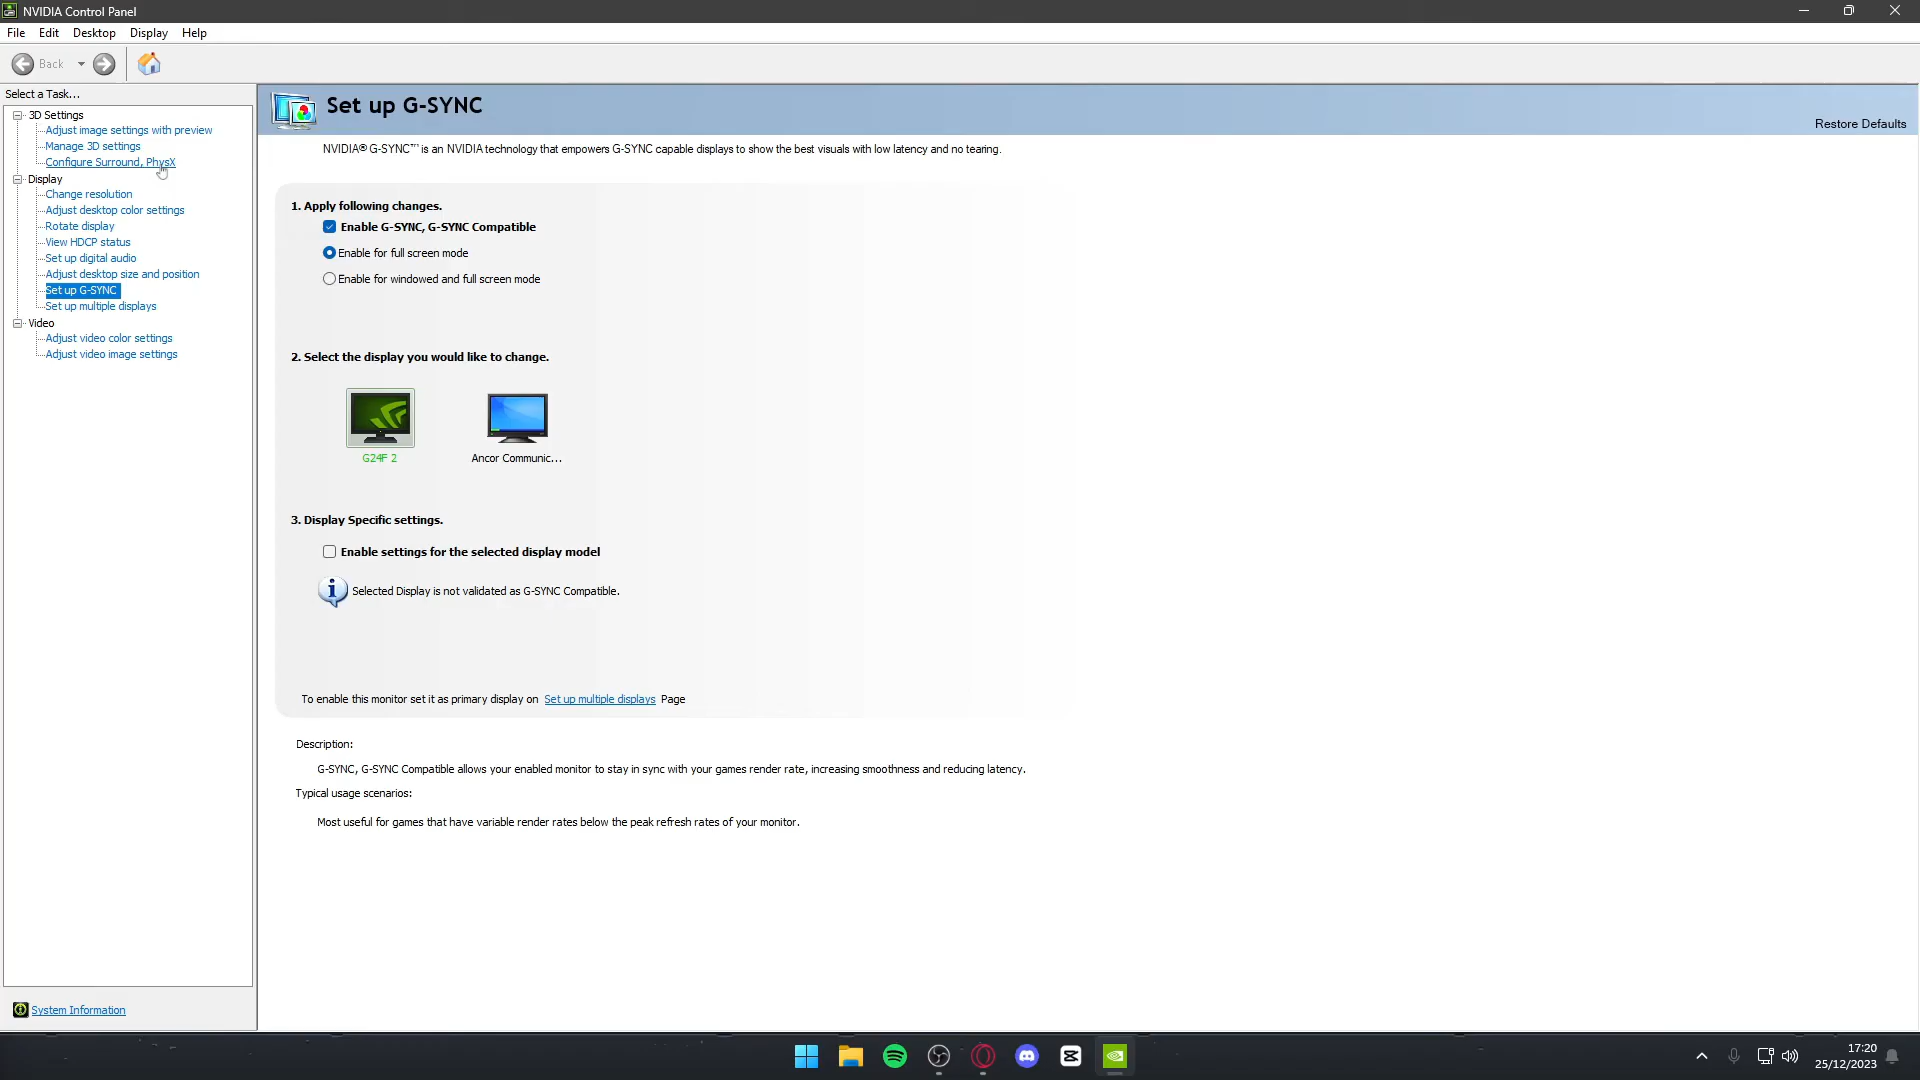 NVIDIA Control Panel
File Edit Desktop Display Help
Back
Select a Task...
3D Settings
Adjust image settings with preview
Manage 3D settings
Configure Surround, PhysX
Display
Change resolution
Adjust desktop color settings
Rotate display
View HDCP status
Set up digital audio
Adjust desktop size and position
Set up G-SYNC
Set up multiple displays
Video
Adjust video color settings
Adjust video image settings
System Information
Set up G-SYNC
Restore Defaults
NVIDIA® G-SYNC™ is an NVIDIA technology that empowers G-SYNC capable displays to show the best visuals with low latency and no tearing.
1. Apply following changes.
Enable G-SYNC, G-SYNC Compatible
Enable for full screen mode
Enable for windowed and full screen mode
2. Select the display you would like to change.
G24F 2
Ancor Communic...
3. Display Specific settings.
Enable settings for the selected display model
Selected Display is not validated as G-SYNC Compatible.
To enable this monitor set it as primary display on Set up multiple displays Page
Description:
G-SYNC, G-SYNC Compatible allows your enabled monitor to stay in sync with your games render rate, increasing smoothness and reducing latency.
Typical usage scenarios:
Most useful for games that have variable render rates below the peak refresh rates of your monitor.
17:20
25/12/2023